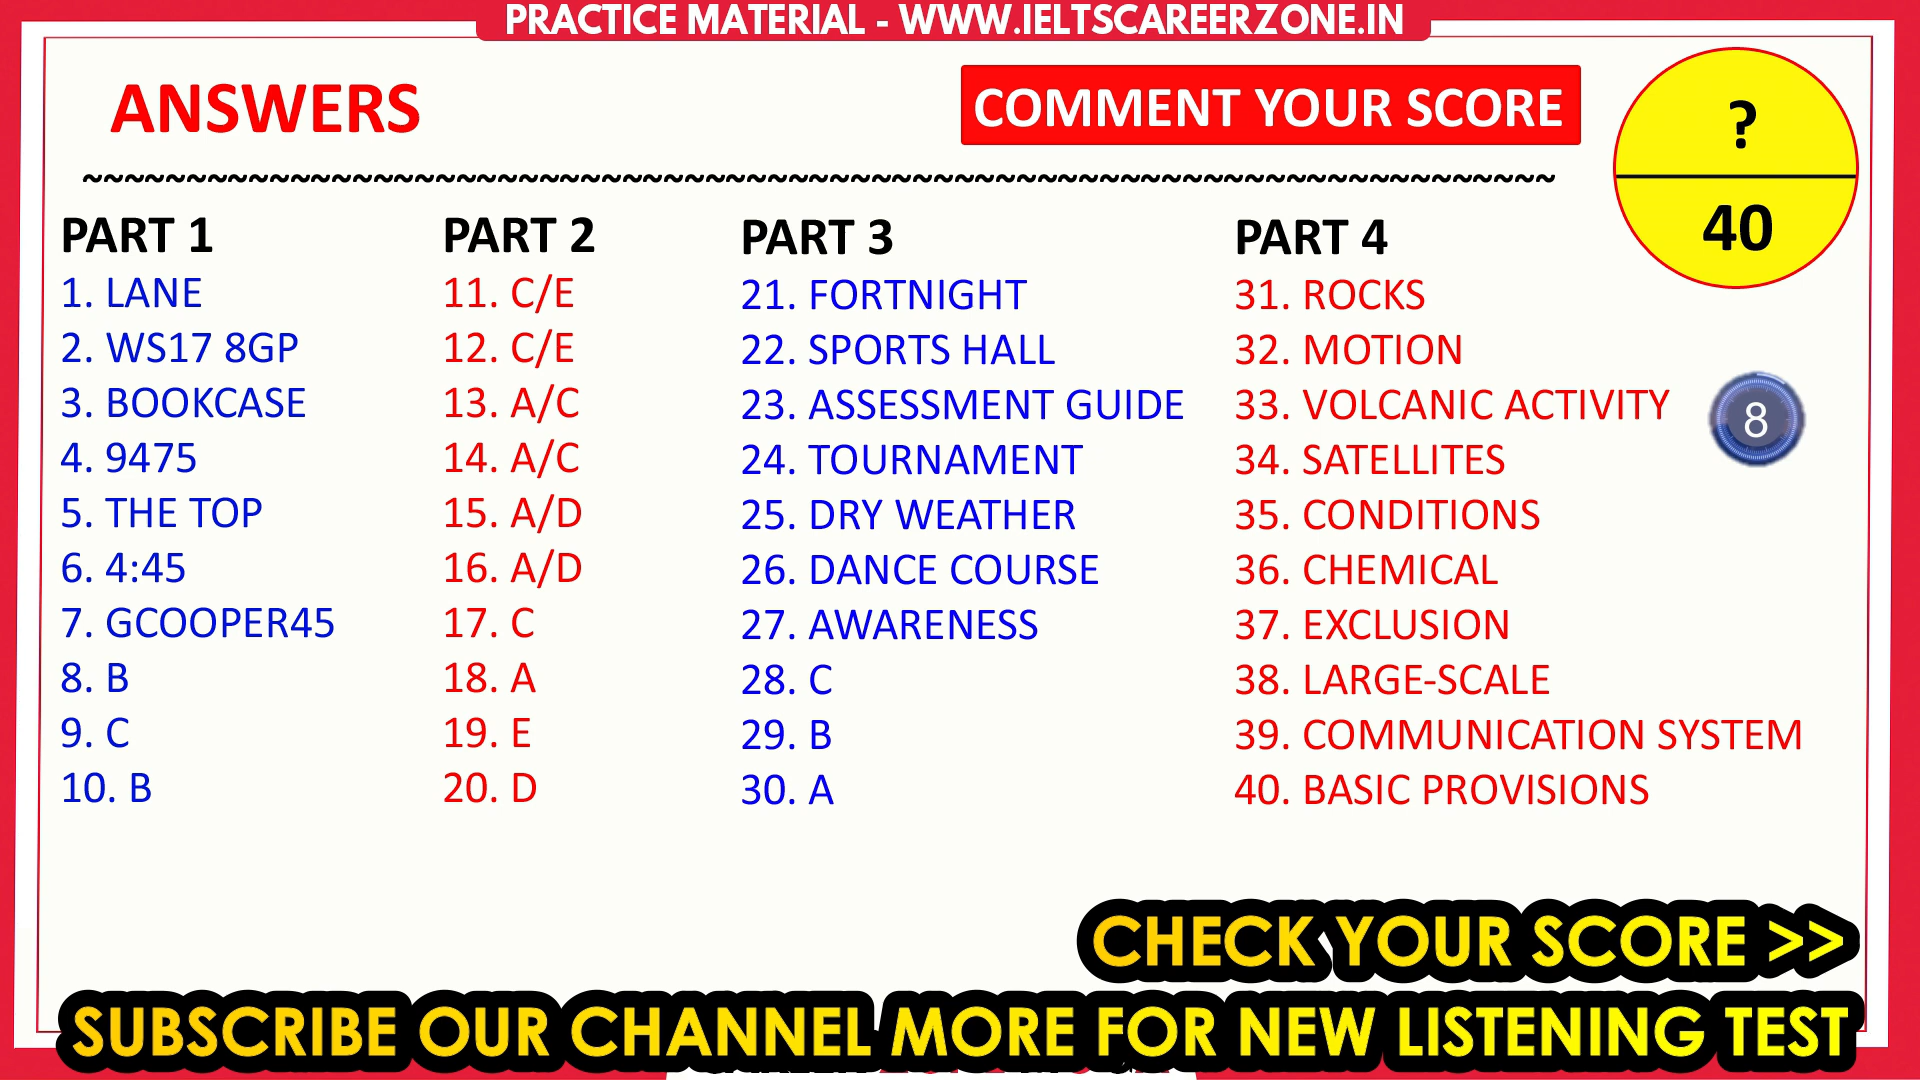 PRACTICE MATERIAL - WWW.IELTSCAREERZONE.IN
ANSWERS
COMMENT YOUR SCORE
?
40
~~~~~~~~~~~~~~~~~~~~~~~~~~~~~~~~~~~~~~~~~~~~~~~~~~~~~~~~~~~~~~~~~~~~~~~
PART 1
1. LANE
2. WS17 8GP
3. BOOKCASE
4. 9475
5. THE TOP
6. 4:45
7. GCOOPER45
8. B
9. C
10. B
PART 2
11. C/E
12. C/E
13. A/C
14. A/C
15. A/D
16. A/D
17. C
18. A
19. E
20. D
PART 3
21. FORTNIGHT
22. SPORTS HALL
23. ASSESSMENT GUIDE
24. TOURNAMENT
25. DRY WEATHER
26. DANCE COURSE
27. AWARENESS
28. C
29. B
30. A
PART 4
31. ROCKS
32. MOTION
33. VOLCANIC ACTIVITY
34. SATELLITES
35. CONDITIONS
36. CHEMICAL
37. EXCLUSION
38. LARGE-SCALE
39. COMMUNICATION SYSTEM
40. BASIC PROVISIONS
8
CHECK YOUR SCORE >>
SUBSCRIBE OUR CHANNEL MORE FOR NEW LISTENING TEST